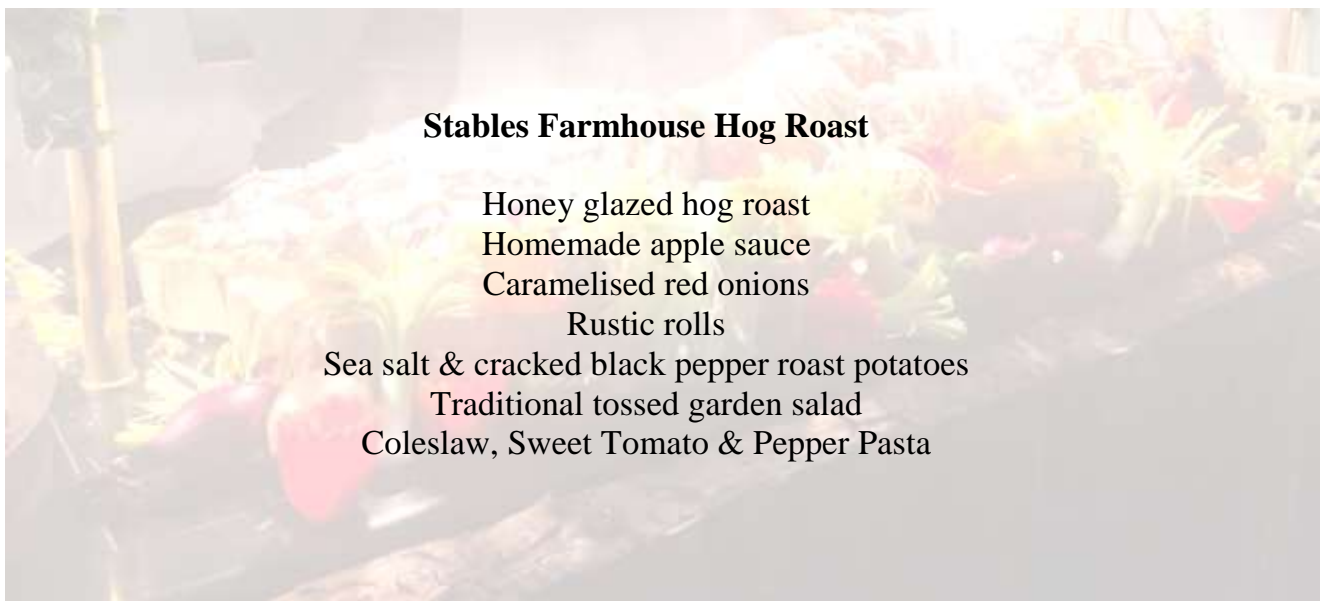 Stables Farmhouse Hog Roast
Honey glazed hog roast
Homemade apple sauce
Caramelised red onions
Rustic rolls
Sea salt & cracked black pepper roast potatoes
Traditional tossed garden salad
Coleslaw, Sweet Tomato & Pepper Pasta